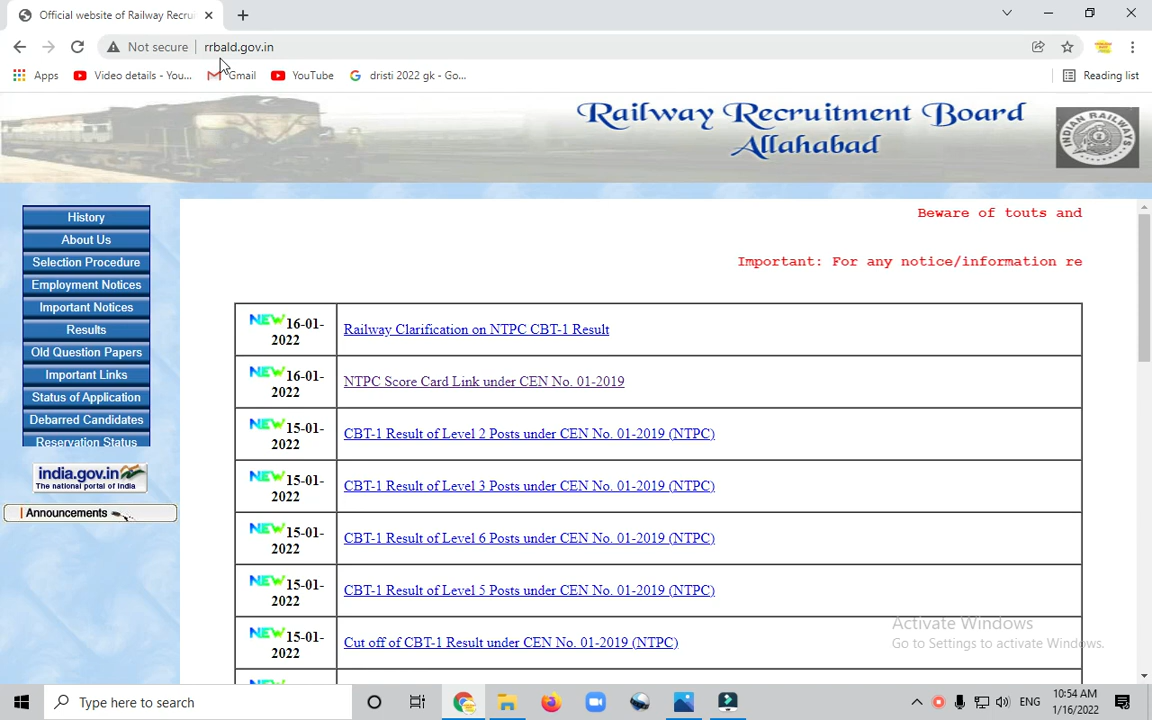 Official website of Railway Recrui
Not secure
rrbald.gov.in
Apps
Video details - You...
Gmail
YouTube
dristi 2022 gk - Go...
Reading list
Railway Recruitment Board
Allahabad
INDIAN RAILWAYS
History
About Us
Selection Procedure
Employment Notices
Important Notices
Results
Old Question Papers
Important Links
Status of Application
Debarred Candidates
Reservation Status
india.gov.in
The national portal of India
Announcements
Beware of touts and
Important: For any notice/information re
NEW 16-01-
2022
Railway Clarification on NTPC CBT-1 Result
NEW 16-01-
2022
NTPC Score Card Link under CEN No. 01-2019
NEW 15-01-
2022
CBT-1 Result of Level 2 Posts under CEN No. 01-2019 (NTPC)
NEW 15-01-
2022
CBT-1 Result of Level 3 Posts under CEN No. 01-2019 (NTPC)
NEW 15-01-
2022
CBT-1 Result of Level 6 Posts under CEN No. 01-2019 (NTPC)
NEW 15-01-
2022
CBT-1 Result of Level 5 Posts under CEN No. 01-2019 (NTPC)
NEW 15-01-
2022
Cut off of CBT-1 Result under CEN No. 01-2019 (NTPC)
Activate Windows
Go to Settings to activate Windows.
Type here to search
ENG
10:54 AM
1/16/2022